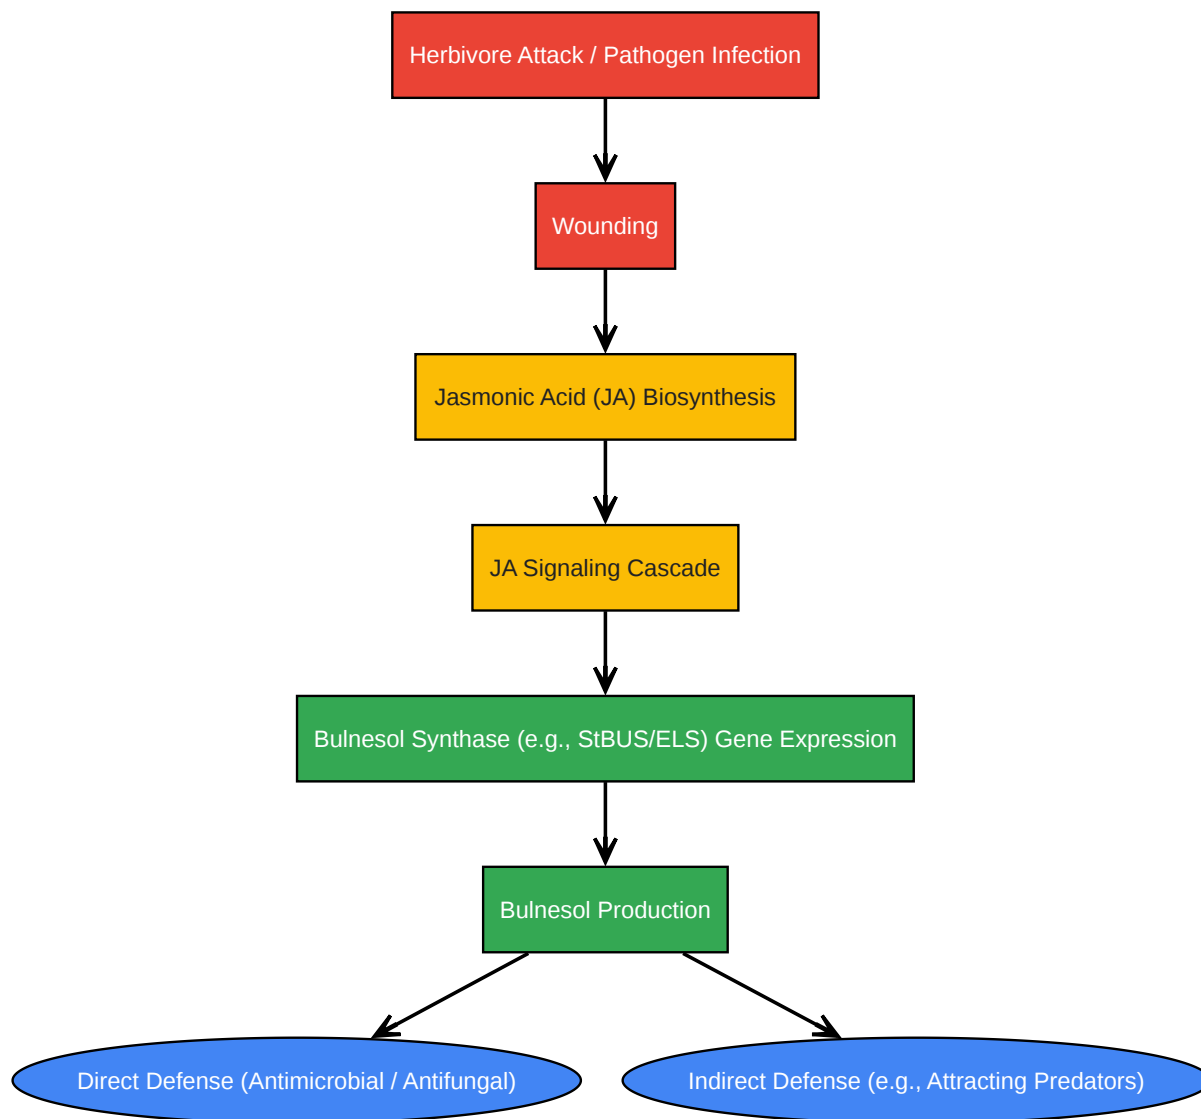 Herbivore Attack / Pathogen Infection
Wounding
Jasmonic Acid (JA) Biosynthesis
JA Signaling Cascade
Bulnesol Synthase (e.g., StBUS/ELS) Gene Expression
Bulnesol Production
Direct Defense (Antimicrobial / Antifungal)
Indirect Defense (e.g., Attracting Predators)